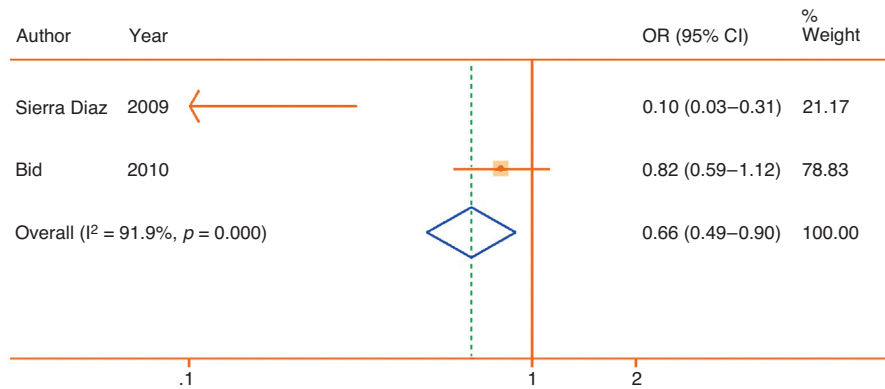 Author Year OR (95% CI) % Weight
Sierra Diaz 2009 0.10 (0.03–0.31) 21.17
Bid 2010 0.82 (0.59–1.12) 78.83
Overall (I² = 91.9%, p = 0.000) 0.66 (0.49–0.90) 100.00
.1 1 2